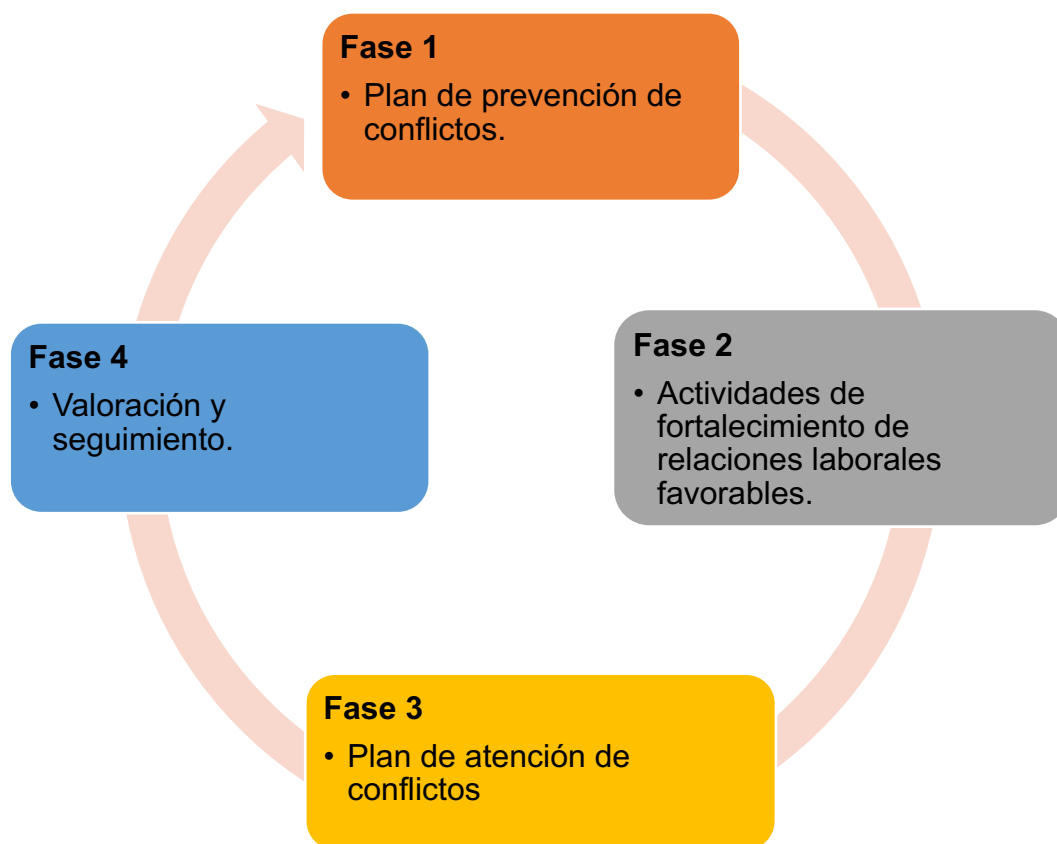 Fase 1
• Plan de prevención de
conflictos.
Fase 2
• Actividades de
fortalecimiento de
relaciones laborales
favorables.
Fase 3
• Plan de atención de
conflictos
Fase 4
• Valoración y
seguimiento.